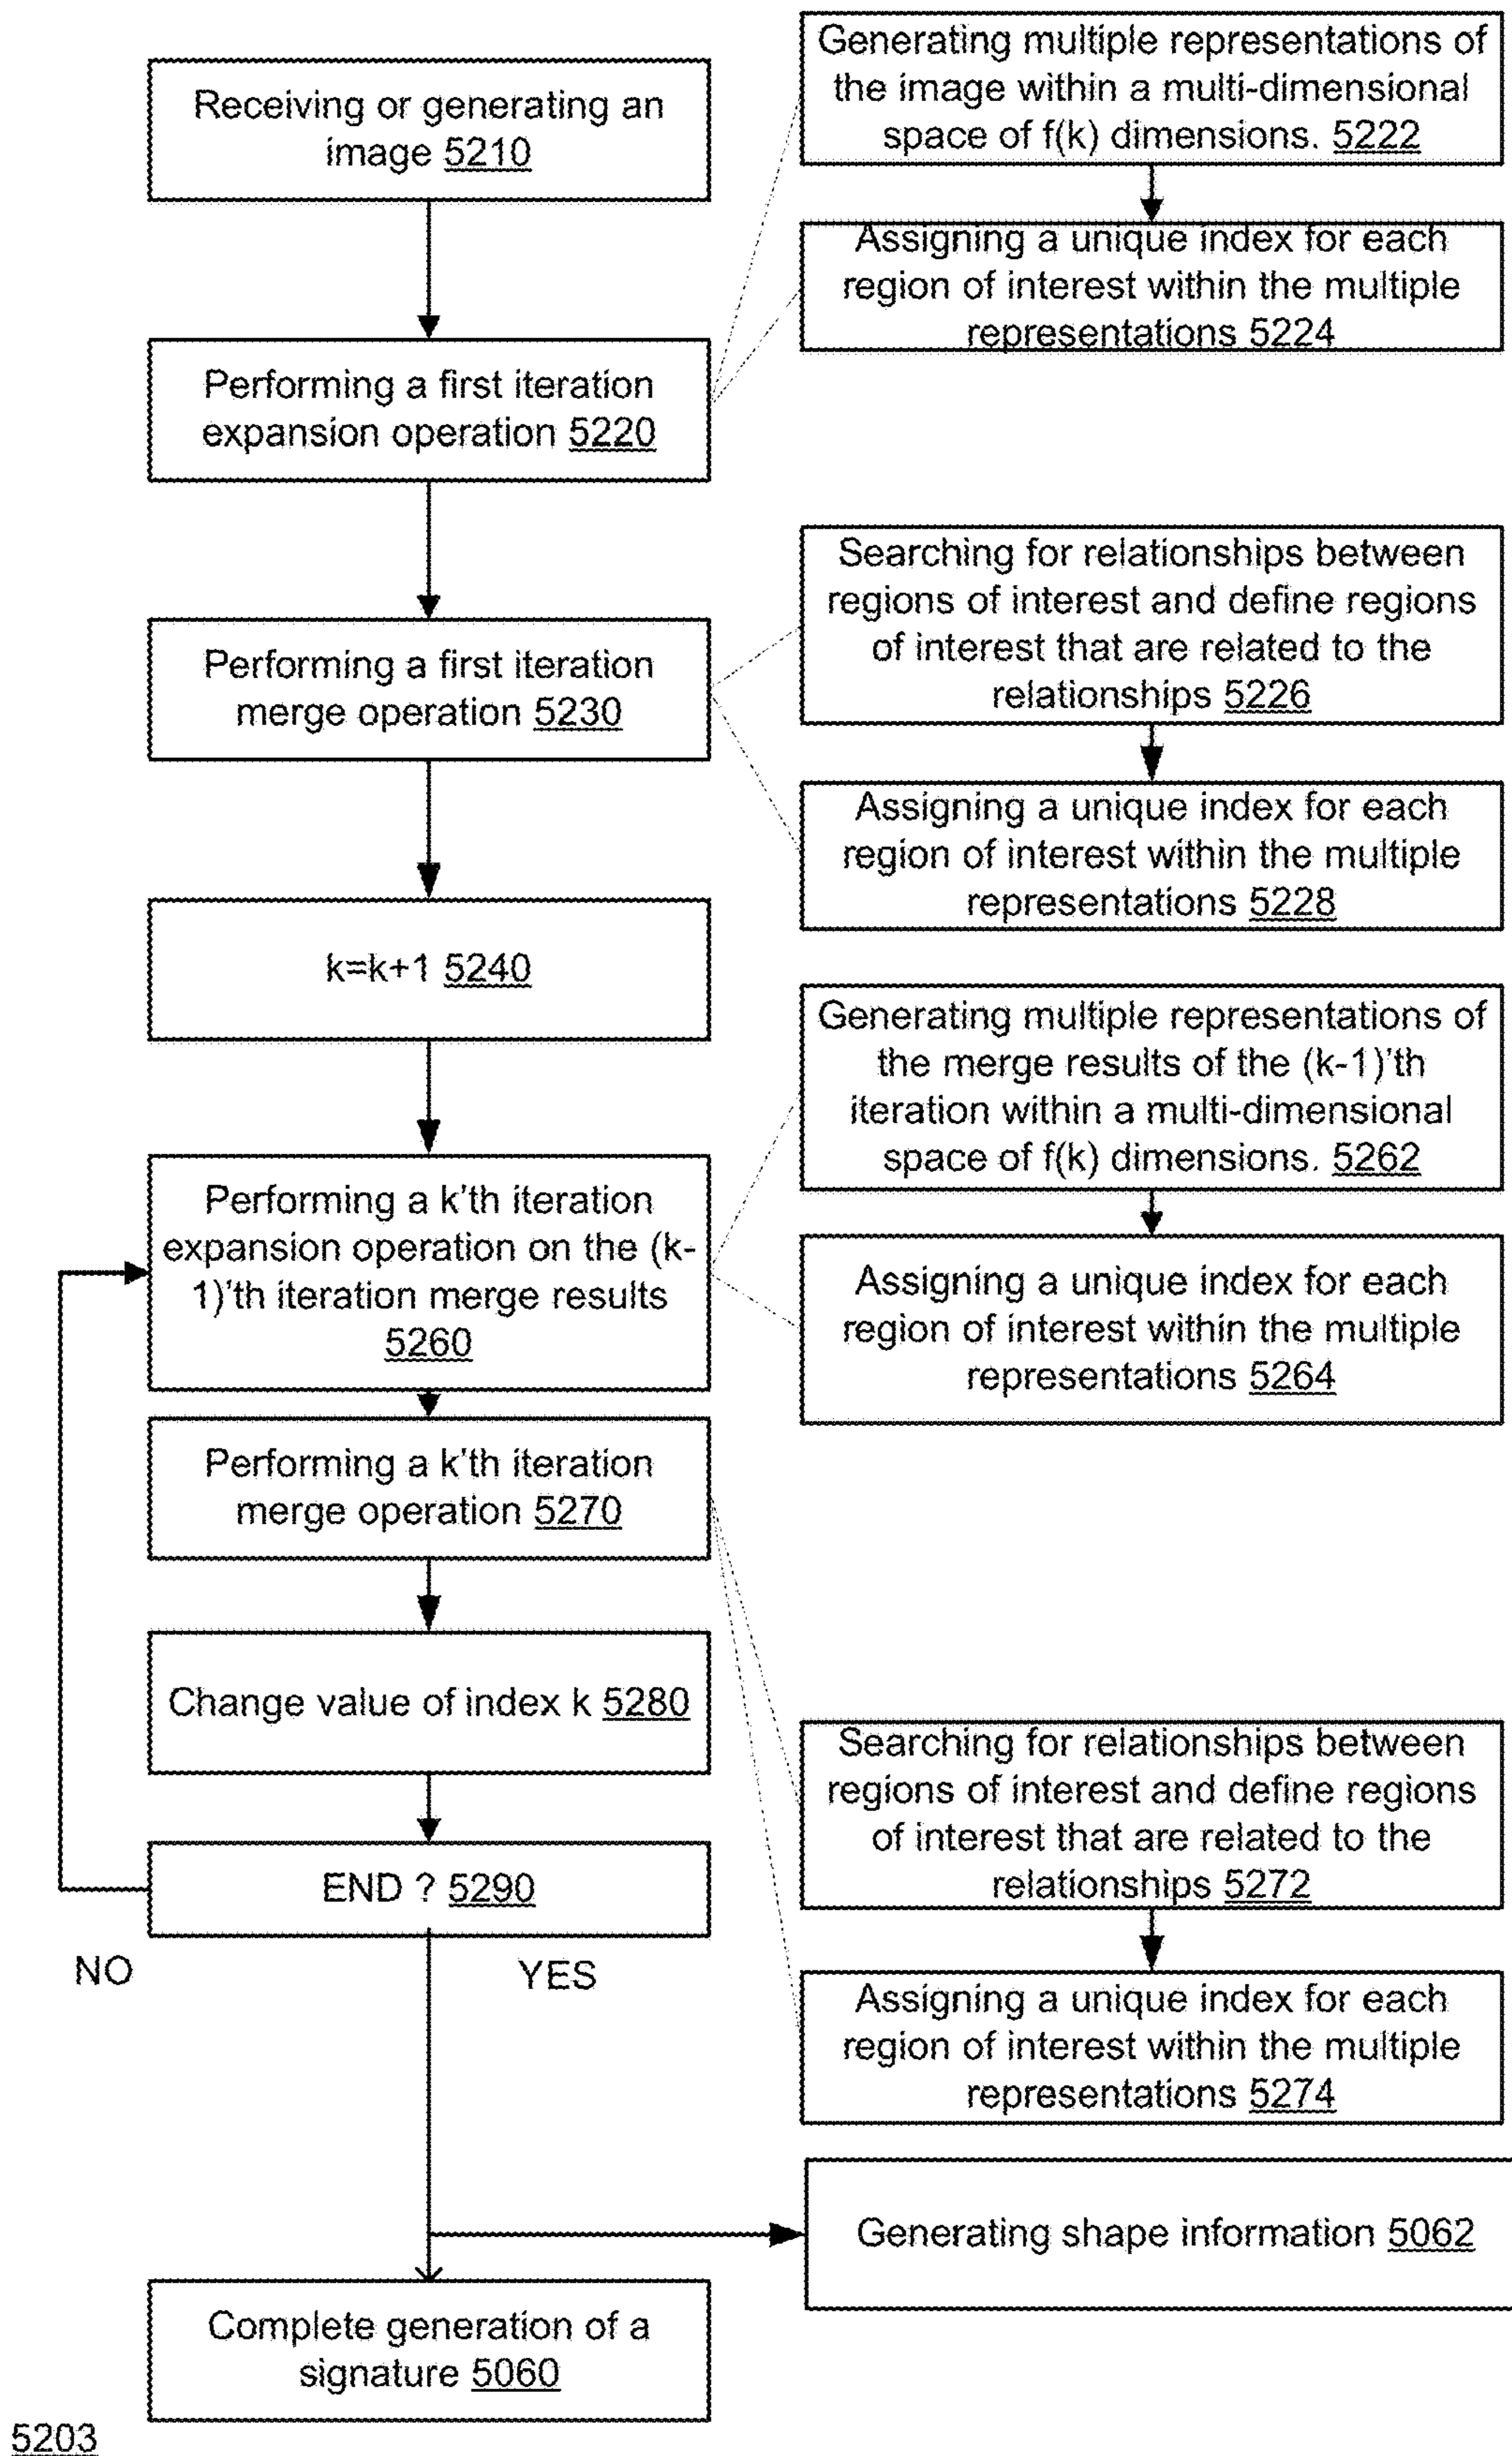 Receiving or generating an
image 5210
Generating multiple representations of
the image within a multi-dimensional
space of f(k) dimensions. 5222
Assigning a unique index for each
region of interest within the multiple
representations 5224
Performing a first iteration
expansion operation 5220
Searching for relationships between
regions of interest and define regions
of interest that are related to the
relationships 5226
Performing a first iteration
merge operation 5230
Assigning a unique index for each
region of interest within the multiple
representations 5228
k=k+1 5240
Generating multiple representations of
the merge results of the (k-1)'th
iteration within a multi-dimensional
space of f(k) dimensions. 5262
Performing a k'th iteration
expansion operation on the (k-
1)'th iteration merge results
5260
Assigning a unique index for each
region of interest within the multiple
representations 5264
Performing a k'th iteration
merge operation 5270
Change value of index k 5280
Searching for relationships between
regions of interest and define regions
of interest that are related to the
relationships 5272
END ? 5290
NO
YES
Assigning a unique index for each
region of interest within the multiple
representations 5274
Generating shape information 5062
Complete generation of a
signature 5060
5203